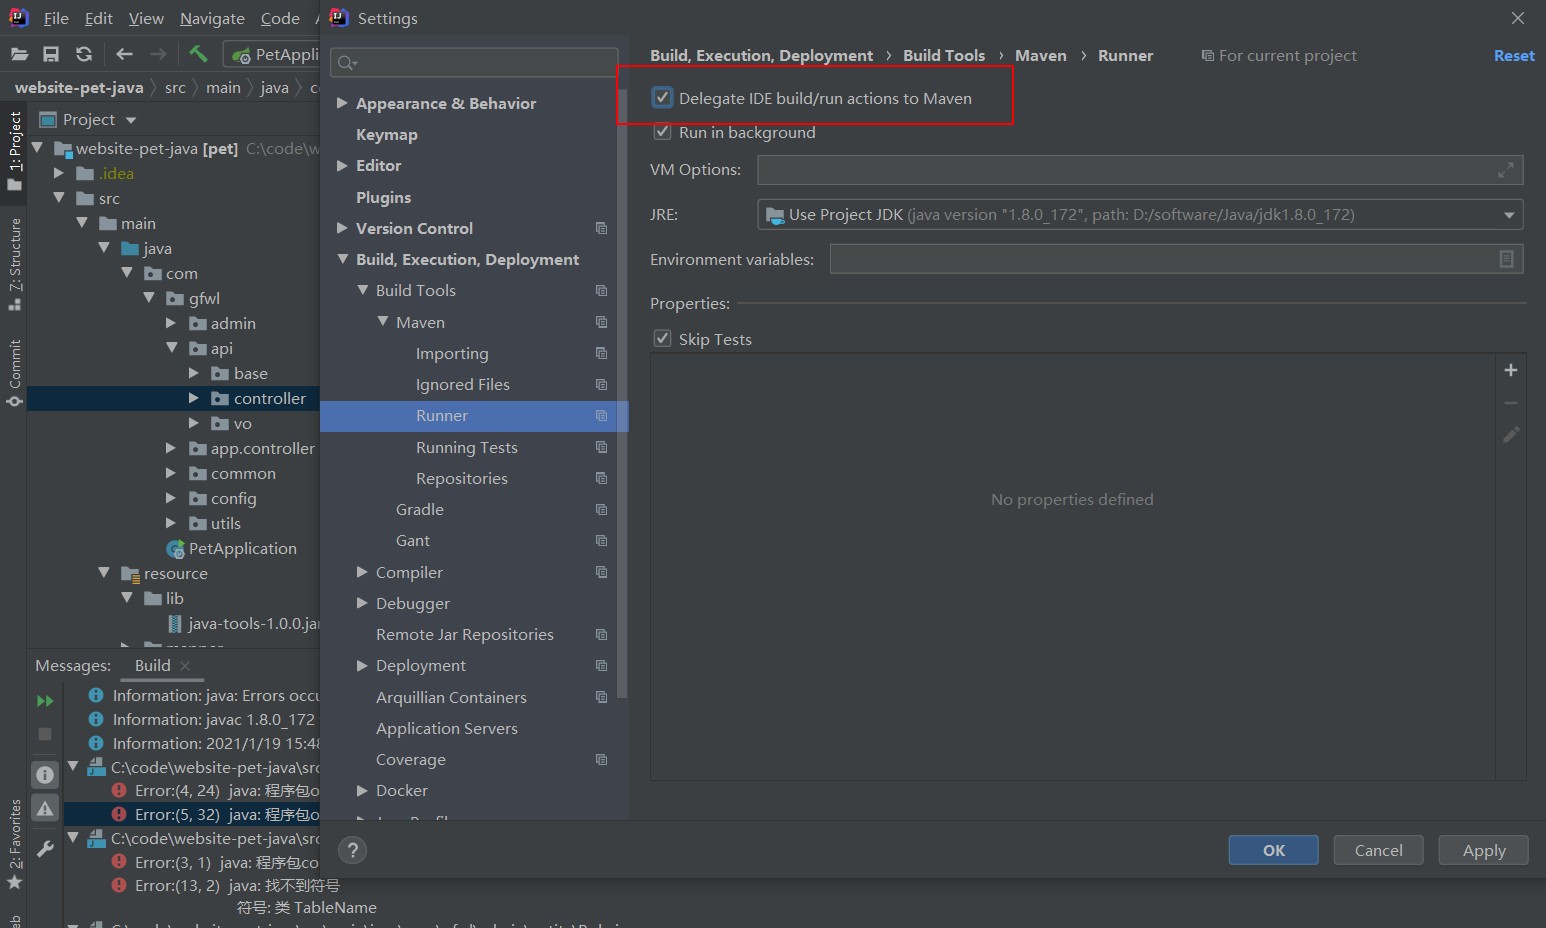 File Edit View Navigate Code
Settings
PetAppli
website-pet-java src main java
Project
website-pet-java [pet] C:\code\w
.idea
src
main
java
com
gfwl
admin
api
base
controller
vo
app.controller
common
config
utils
PetApplication
resource
lib
java-tools-1.0.0.jar
1: Project
7: Structure
Commit
2: Favorites
Appearance & Behavior
Keymap
Editor
Plugins
Version Control
Build, Execution, Deployment
Build Tools
Maven
Importing
Ignored Files
Runner
Running Tests
Repositories
Gradle
Gant
Compiler
Debugger
Remote Jar Repositories
Deployment
Arquillian Containers
Application Servers
Coverage
Docker
Build, Execution, Deployment › Build Tools › Maven › Runner For current project Reset
Delegate IDE build/run actions to Maven
Run in background
VM Options:
JRE: Use Project JDK (java version "1.8.0_172", path: D:/software/Java/jdk1.8.0_172)
Environment variables:
Properties:
Skip Tests
No properties defined
? OK Cancel Apply
Messages: Build
Information: java: Errors occu
Information: javac 1.8.0_172
Information: 2021/1/19 15:48
C:\code\website-pet-java\src
Error:(4, 24) java: 程序包o
Error:(5, 32) java: 程序包o
C:\code\website-pet-java\src
Error:(3, 1) java: 程序包co
Error:(13, 2) java: 找不到符号
符号: 类 TableName